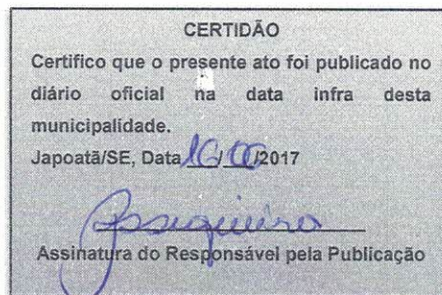 CERTIDÃO
Certifico que o presente ato foi publicado no
diário oficial na data infra desta
municipalidade.
Japoatã/SE, Data / /2017
Assinatura do Responsável pela Publicação